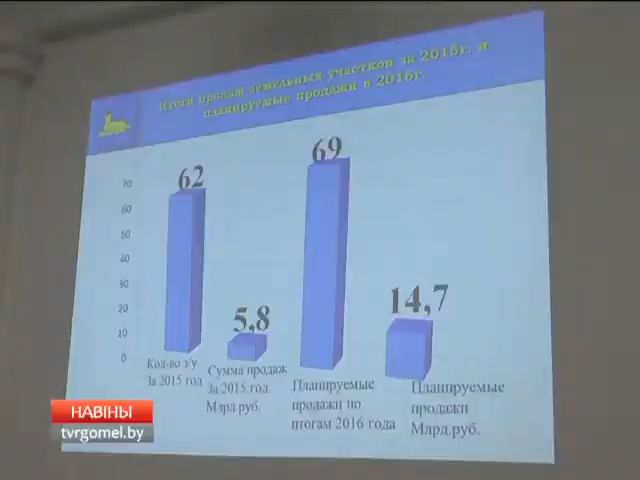 Итоги продаж земельных участков за 2015г. и
планируемые продажи в 2016г.
62
69
5,8
14,7
70
60
50
40
30
20
10
0
Кол-во з/у
За 2015 год
Сумма продаж
За 2015 год
Млрд руб.
Планируемые
продажи по
итогам 2016 года
Планируемые
продажи
Млрд.руб.
НАВІНЫ
tvrgomel.by